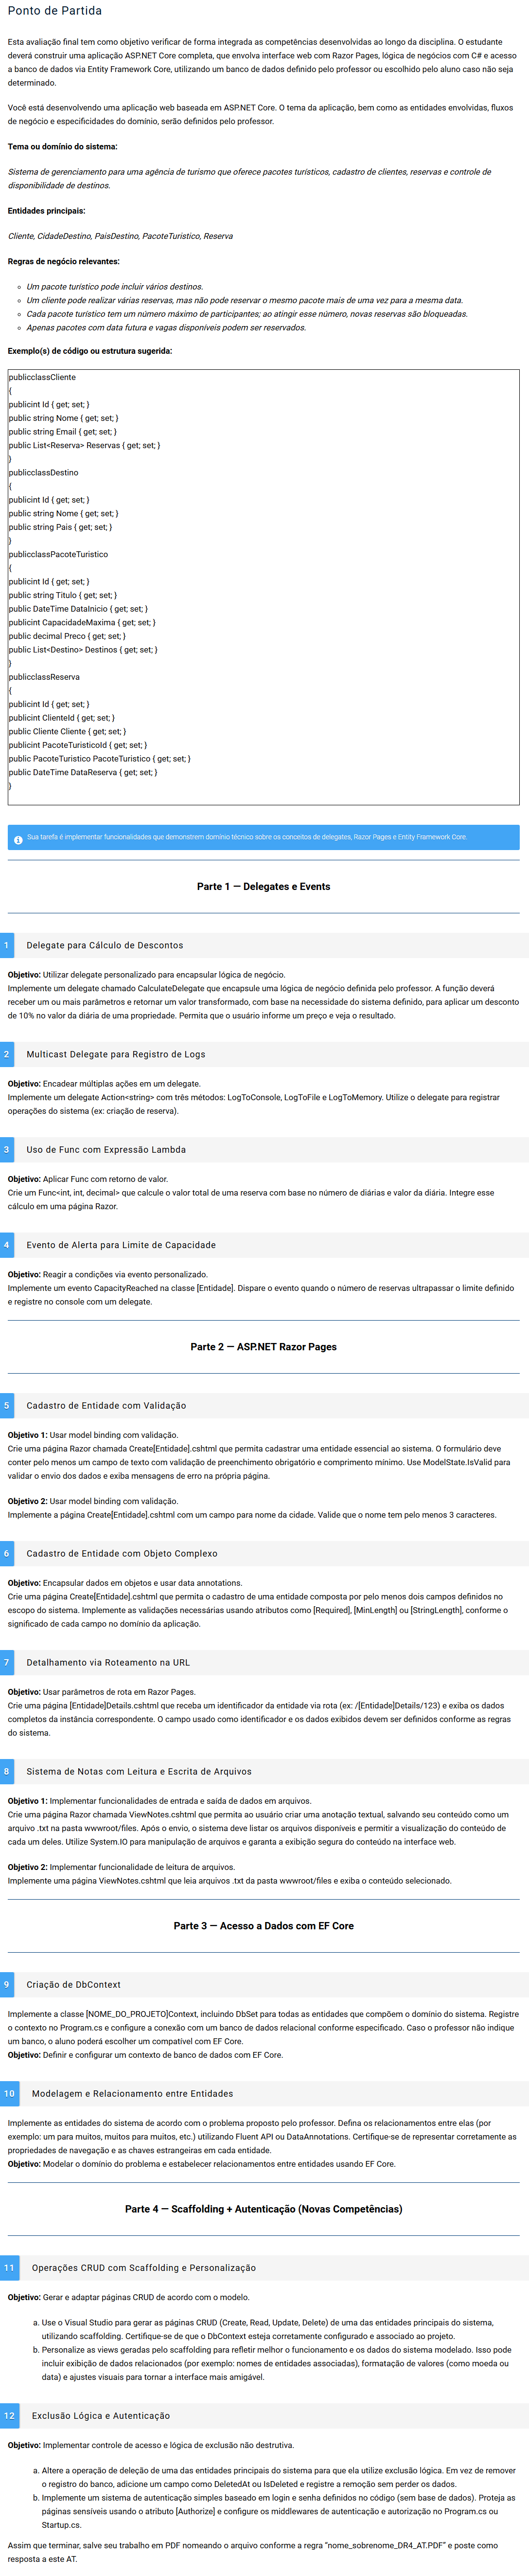 Ponto de Partida
Esta avaliação final tem como objetivo verificar de forma integrada as competências desenvolvidas ao longo da disciplina. O estudante
deverá construir uma aplicação ASP.NET Core completa, que envolva interface web com Razor Pages, lógica de negócios com C# e acesso
a banco de dados via Entity Framework Core, utilizando um banco de dados definido pelo professor ou escolhido pelo aluno caso não seja
determinado.
Você está desenvolvendo uma aplicação web baseada em ASP.NET Core. O tema da aplicação, bem como as entidades envolvidas, fluxos
de negócio e especificidades do domínio, serão definidos pelo professor.
Tema ou domínio do sistema:
Sistema de gerenciamento para uma agência de turismo que oferece pacotes turísticos, cadastro de clientes, reservas e controle de
disponibilidade de destinos.
Entidades principais:
Cliente, CidadeDestino, PaisDestino, PacoteTuristico, Reserva
Regras de negócio relevantes:
Um pacote turístico pode incluir vários destinos.
Um cliente pode realizar várias reservas, mas não pode reservar o mesmo pacote mais de uma vez para a mesma data.
Cada pacote turístico tem um número máximo de participantes; ao atingir esse número, novas reservas são bloqueadas.
Apenas pacotes com data futura e vagas disponíveis podem ser reservados.
Exemplo(s) de código ou estrutura sugerida:
publicclassCliente
{
publicint Id { get; set; }
public string Nome { get; set; }
public string Email { get; set; }
public List<Reserva> Reservas { get; set; }
}
publicclassDestino
{
publicint Id { get; set; }
public string Nome { get; set; }
public string Pais { get; set; }
}
publicclassPacoteTuristico
{
publicint Id { get; set; }
public string Titulo { get; set; }
public DateTime DataInicio { get; set; }
publicint CapacidadeMaxima { get; set; }
public decimal Preco { get; set; }
public List<Destino> Destinos { get; set; }
}
publicclassReserva
{
publicint Id { get; set; }
publicint ClienteId { get; set; }
public Cliente Cliente { get; set; }
publicint PacoteTuristicoId { get; set; }
public PacoteTuristico PacoteTuristico { get; set; }
public DateTime DataReserva { get; set; }
}
Sua tarefa é implementar funcionalidades que demonstrem domínio técnico sobre os conceitos de delegates, Razor Pages e Entity Framework Core.
Parte 1 — Delegates e Events
1 Delegate para Cálculo de Descontos
Objetivo: Utilizar delegate personalizado para encapsular lógica de negócio.
Implemente um delegate chamado CalculateDelegate que encapsule uma lógica de negócio definida pelo professor. A função deverá
receber um ou mais parâmetros e retornar um valor transformado, com base na necessidade do sistema definido, para aplicar um desconto
de 10% no valor da diária de uma propriedade. Permita que o usuário informe um preço e veja o resultado.
2 Multicast Delegate para Registro de Logs
Objetivo: Encadear múltiplas ações em um delegate.
Implemente um delegate Action<string> com três métodos: LogToConsole, LogToFile e LogToMemory. Utilize o delegate para registrar
operações do sistema (ex: criação de reserva).
3 Uso de Func com Expressão Lambda
Objetivo: Aplicar Func com retorno de valor.
Crie um Func<int, int, decimal> que calcule o valor total de uma reserva com base no número de diárias e valor da diária. Integre esse
cálculo em uma página Razor.
4 Evento de Alerta para Limite de Capacidade
Objetivo: Reagir a condições via evento personalizado.
Implemente um evento CapacityReached na classe [Entidade]. Dispare o evento quando o número de reservas ultrapassar o limite definido
e registre no console com um delegate.
Parte 2 — ASP.NET Razor Pages
5 Cadastro de Entidade com Validação
Objetivo 1: Usar model binding com validação.
Crie uma página Razor chamada Create[Entidade].cshtml que permita cadastrar uma entidade essencial ao sistema. O formulário deve
conter pelo menos um campo de texto com validação de preenchimento obrigatório e comprimento mínimo. Use ModelState.IsValid para
validar o envio dos dados e exiba mensagens de erro na própria página.
Objetivo 2: Usar model binding com validação.
Implemente a página Create[Entidade].cshtml com um campo para nome da cidade. Valide que o nome tem pelo menos 3 caracteres.
6 Cadastro de Entidade com Objeto Complexo
Objetivo: Encapsular dados em objetos e usar data annotations.
Crie uma página Create[Entidade].cshtml que permita o cadastro de uma entidade composta por pelo menos dois campos definidos no
escopo do sistema. Implemente as validações necessárias usando atributos como [Required], [MinLength] ou [StringLength], conforme o
significado de cada campo no domínio da aplicação.
7 Detalhamento via Roteamento na URL
Objetivo: Usar parâmetros de rota em Razor Pages.
Crie uma página [Entidade]Details.cshtml que receba um identificador da entidade via rota (ex: /[Entidade]Details/123) e exiba os dados
completos da instância correspondente. O campo usado como identificador e os dados exibidos devem ser definidos conforme as regras
do sistema.
8 Sistema de Notas com Leitura e Escrita de Arquivos
Objetivo 1: Implementar funcionalidades de entrada e saída de dados em arquivos.
Crie uma página Razor chamada ViewNotes.cshtml que permita ao usuário criar uma anotação textual, salvando seu conteúdo como um
arquivo .txt na pasta wwwroot/files. Após o envio, o sistema deve listar os arquivos disponíveis e permitir a visualização do conteúdo de
cada um deles. Utilize System.IO para manipulação de arquivos e garanta a exibição segura do conteúdo na interface web.
Objetivo 2: Implementar funcionalidade de leitura de arquivos.
Implemente uma página ViewNotes.cshtml que leia arquivos .txt da pasta wwwroot/files e exiba o conteúdo selecionado.
Parte 3 — Acesso a Dados com EF Core
9 Criação de DbContext
Implemente a classe [NOME_DO_PROJETO]Context, incluindo DbSet para todas as entidades que compõem o domínio do sistema. Registre
o contexto no Program.cs e configure a conexão com um banco de dados relacional conforme especificado. Caso o professor não indique
um banco, o aluno poderá escolher um compatível com EF Core.
Objetivo: Definir e configurar um contexto de banco de dados com EF Core.
10 Modelagem e Relacionamento entre Entidades
Implemente as entidades do sistema de acordo com o problema proposto pelo professor. Defina os relacionamentos entre elas (por
exemplo: um para muitos, muitos para muitos, etc.) utilizando Fluent API ou DataAnnotations. Certifique-se de representar corretamente as
propriedades de navegação e as chaves estrangeiras em cada entidade.
Objetivo: Modelar o domínio do problema e estabelecer relacionamentos entre entidades usando EF Core.
Parte 4 — Scaffolding + Autenticação (Novas Competências)
11 Operações CRUD com Scaffolding e Personalização
Objetivo: Gerar e adaptar páginas CRUD de acordo com o modelo.
a. Use o Visual Studio para gerar as páginas CRUD (Create, Read, Update, Delete) de uma das entidades principais do sistema,
utilizando scaffolding. Certifique-se de que o DbContext esteja corretamente configurado e associado ao projeto.
b. Personalize as views geradas pelo scaffolding para refletir melhor o funcionamento e os dados do sistema modelado. Isso pode
incluir exibição de dados relacionados (por exemplo: nomes de entidades associadas), formatação de valores (como moeda ou
data) e ajustes visuais para tornar a interface mais amigável.
12 Exclusão Lógica e Autenticação
Objetivo: Implementar controle de acesso e lógica de exclusão não destrutiva.
a. Altere a operação de deleção de uma das entidades principais do sistema para que ela utilize exclusão lógica. Em vez de remover
o registro do banco, adicione um campo como DeletedAt ou IsDeleted e registre a remoção sem perder os dados.
b. Implemente um sistema de autenticação simples baseado em login e senha definidos no código (sem base de dados). Proteja as
páginas sensíveis usando o atributo [Authorize] e configure os middlewares de autenticação e autorização no Program.cs ou
Startup.cs.
Assim que terminar, salve seu trabalho em PDF nomeando o arquivo conforme a regra “nome_sobrenome_DR4_AT.PDF” e poste como
resposta a este AT.